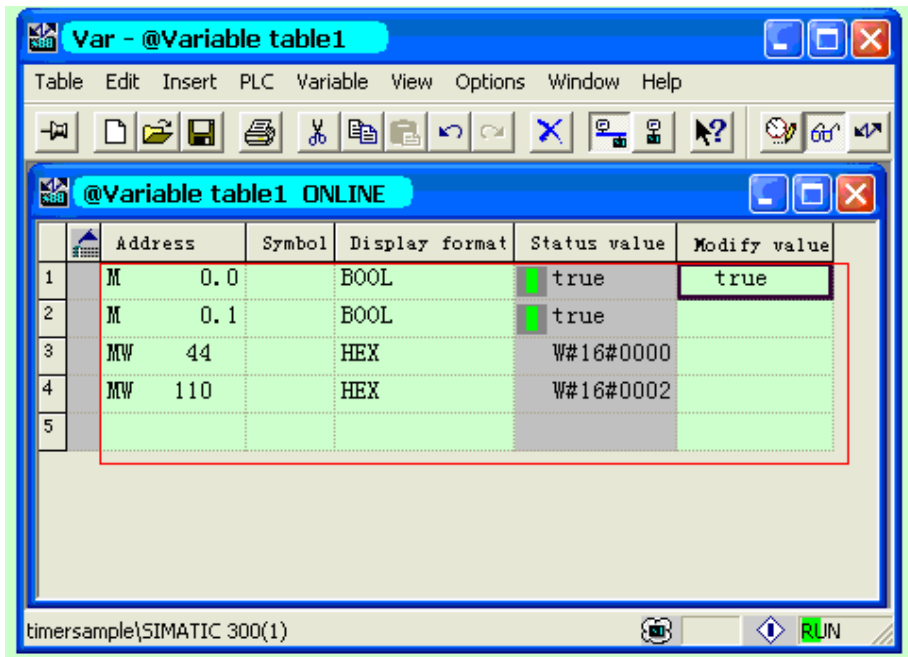 Var - @Variable table1
Table Edit Insert PLC Variable View Options Window Help
@Variable table1 ONLINE
Address Symbol Display format Status value Modify value
1 M 0.0 BOOL true true
2 M 0.1 BOOL true
3 MW 44 HEX W#16#0000
4 MW 110 HEX W#16#0002
5
timersample\SIMATIC 300(1) RUN